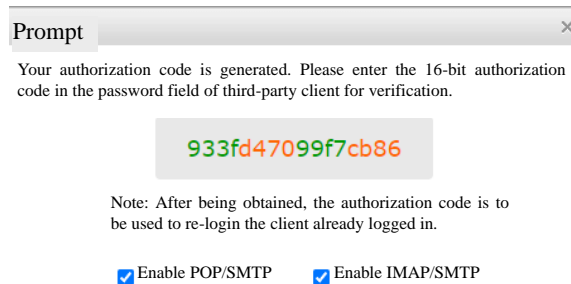 Prompt
Your authorization code is generated. Please enter the 16-bit authorization
code in the password field of third-party client for verification.
933fd47099f7cb86
Note: After being obtained, the authorization code is to
be used to re-login the client already logged in.
Enable POP/SMTP Enable IMAP/SMTP